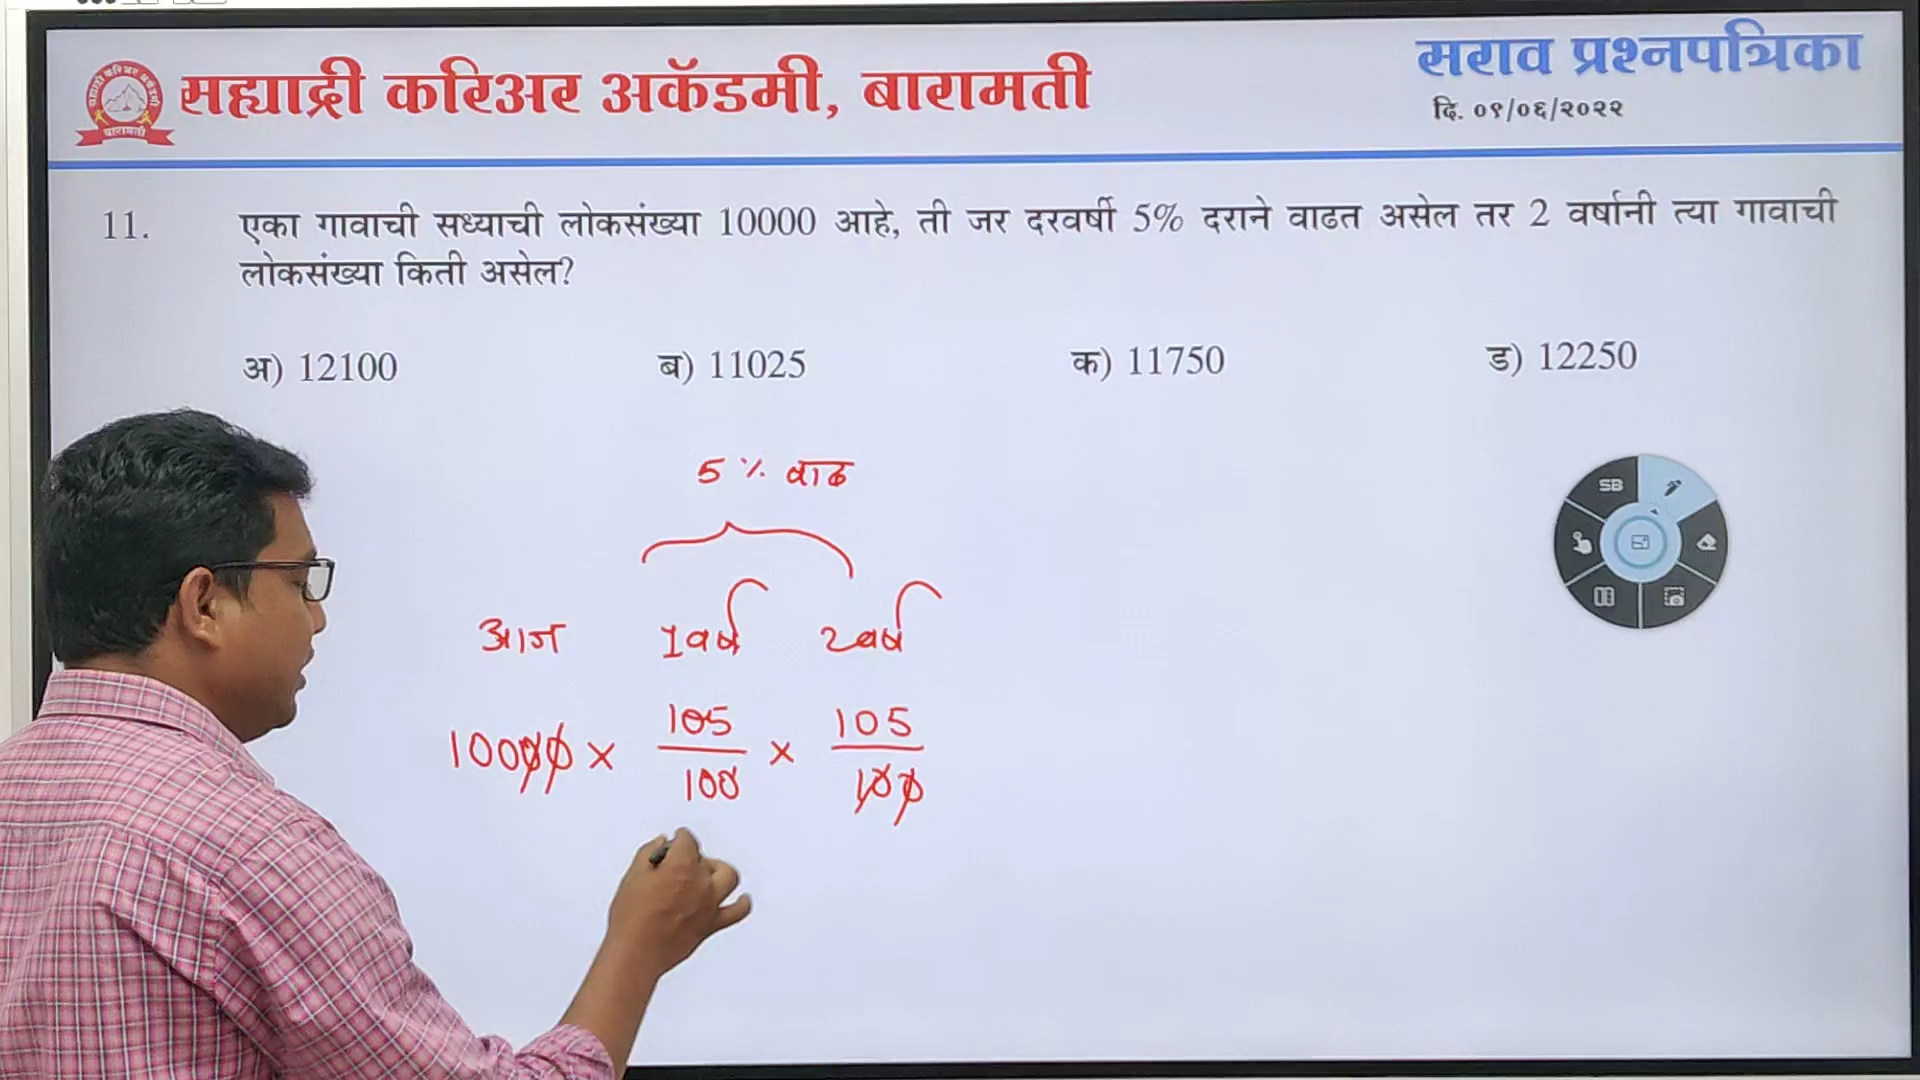 सह्याद्री करिअर अकॅडमी, बारामती
सराव प्रश्नपत्रिका
दि. ०९/०६/२०२२
बारामती
11. एका गावाची सध्याची लोकसंख्या 10000 आहे, ती जर दरवर्षी 5% दराने वाढत असेल तर 2 वर्षानी त्या गावाची
लोकसंख्या किती असेल?
अ) 12100 ब) 11025 क) 11750 ड) 12250
5 % वाढ
SB
आज 1वर्ष 2वर्ष
10000 × 105/100 × 105/100